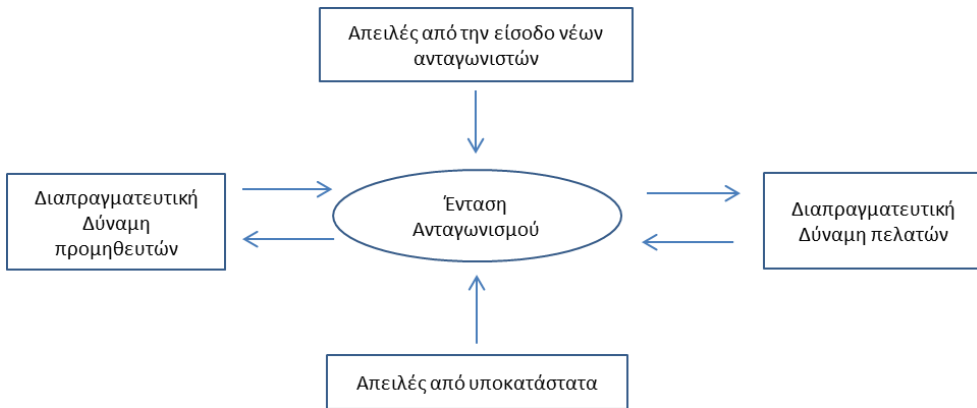 Απειλές από την είσοδο νέων
ανταγωνιστών
Διαπραγματευτική
Δύναμη
προμηθευτών
Ένταση
Ανταγωνισμού
Διαπραγματευτική
Δύναμη πελατών
Απειλές από υποκατάστατα